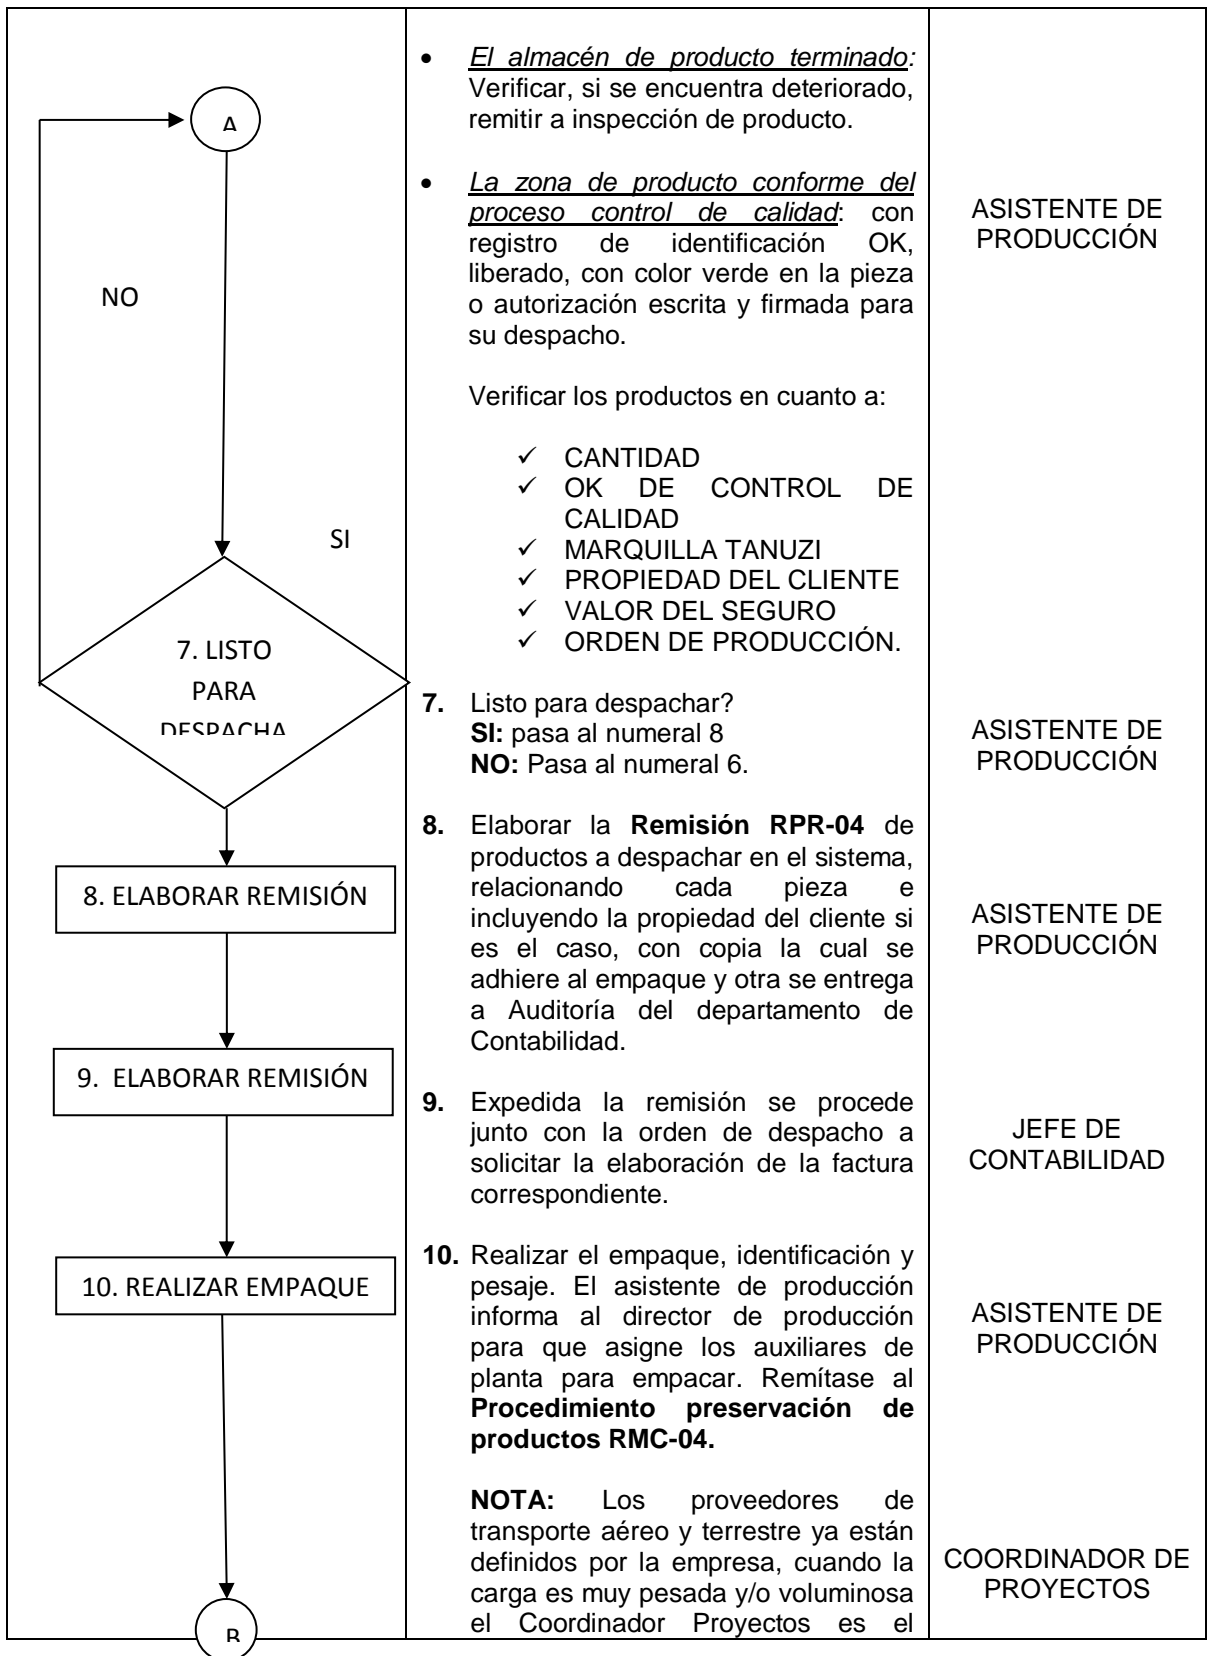 A
NO
SI
7. LISTO
PARA
DESPACHA
8. ELABORAR REMISIÓN
9. ELABORAR REMISIÓN
10. REALIZAR EMPAQUE
B
• El almacén de producto terminado:
Verificar, si se encuentra deteriorado,
remitir a inspección de producto.
• La zona de producto conforme del
proceso control de calidad: con
registro de identificación OK,
liberado, con color verde en la pieza
o autorización escrita y firmada para
su despacho.
Verificar los productos en cuanto a:
✓ CANTIDAD
✓ OK DE CONTROL DE
CALIDAD
✓ MARQUILLA TANUZI
✓ PROPIEDAD DEL CLIENTE
✓ VALOR DEL SEGURO
✓ ORDEN DE PRODUCCIÓN.
7. Listo para despachar?
SI: pasa al numeral 8
NO: Pasa al numeral 6.
8. Elaborar la Remisión RPR-04 de
productos a despachar en el sistema,
relacionando cada pieza e
incluyendo la propiedad del cliente si
es el caso, con copia la cual se
adhiere al empaque y otra se entrega
a Auditoría del departamento de
Contabilidad.
9. Expedida la remisión se procede
junto con la orden de despacho a
solicitar la elaboración de la factura
correspondiente.
10. Realizar el empaque, identificación y
pesaje. El asistente de producción
informa al director de producción
para que asigne los auxiliares de
planta para empacar. Remítase al
Procedimiento preservación de
productos RMC-04.
NOTA: Los proveedores de
transporte aéreo y terrestre ya están
definidos por la empresa, cuando la
carga es muy pesada y/o voluminosa
el Coordinador Proyectos es el
ASISTENTE DE
PRODUCCIÓN
ASISTENTE DE
PRODUCCIÓN
ASISTENTE DE
PRODUCCIÓN
JEFE DE
CONTABILIDAD
ASISTENTE DE
PRODUCCIÓN
COORDINADOR DE
PROYECTOS